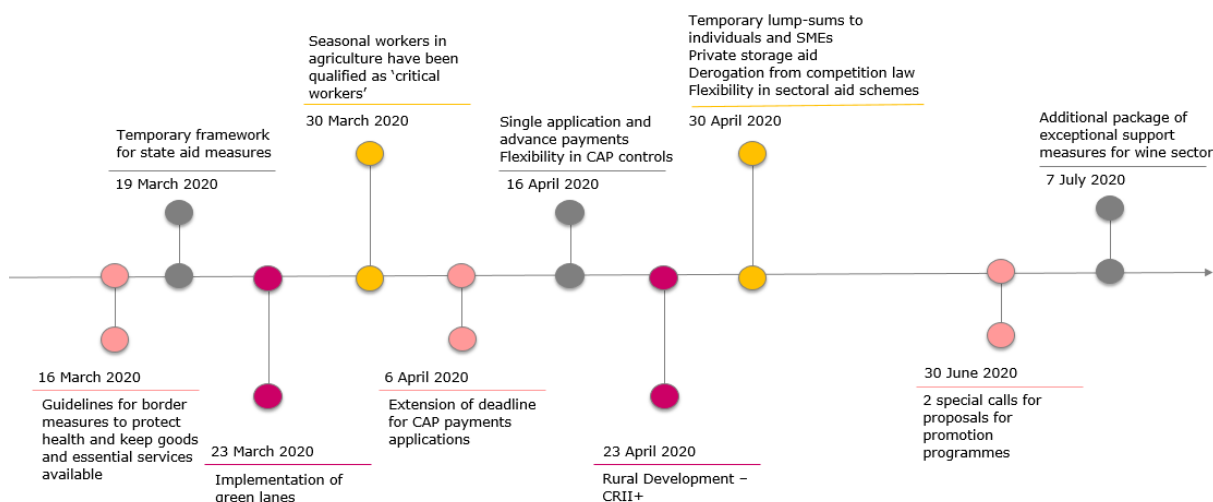 Temporary lump-sums to
individuals and SMEs
Private storage aid
Derogation from competition law
Flexibility in sectoral aid schemes
30 April 2020
Seasonal workers in
agriculture have been
qualified as ‘critical
workers’
30 March 2020
Single application and
advance payments
Flexibility in CAP controls
16 April 2020
Additional package of
exceptional support
measures for wine sector
7 July 2020
Temporary framework
for state aid measures
19 March 2020
16 March 2020
Guidelines for border
measures to protect
health and keep goods
and essential services
available
23 March 2020
Implementation of
green lanes
6 April 2020
Extension of deadline
for CAP payments
applications
23 April 2020
Rural Development –
CRII+
30 June 2020
2 special calls for
proposals for
promotion
programmes